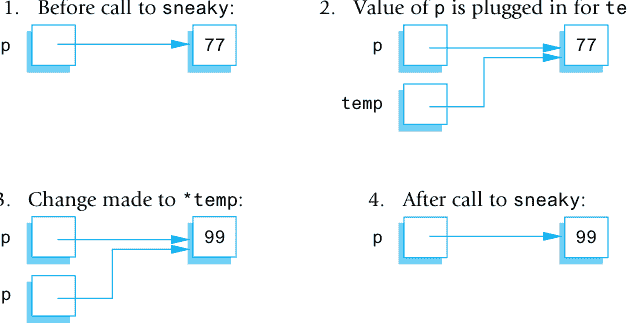 1. Before call to sneaky:
p 77
2. Value of p is plugged in for te
p 77
temp
3. Change made to *temp:
p 99
p
4. After call to sneaky:
p 99